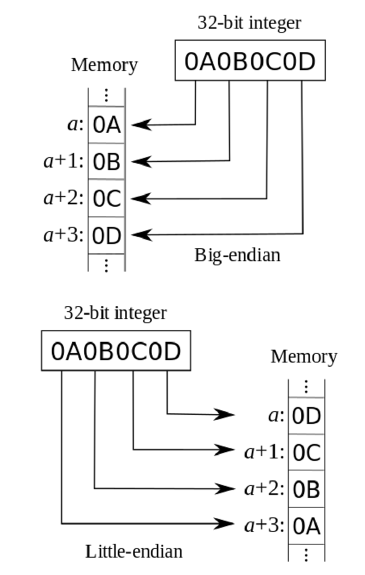 32-bit integer
0A0B0C0D
Memory
⋮
a: 0A
a+1: 0B
a+2: 0C
a+3: 0D
⋮
Big-endian
32-bit integer
0A0B0C0D
Memory
⋮
a: 0D
a+1: 0C
a+2: 0B
a+3: 0A
⋮
Little-endian